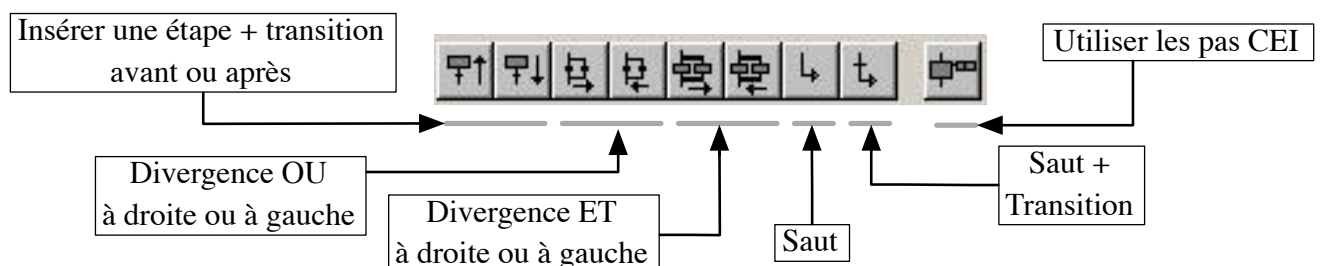 Insérer une étape + transition
avant ou après
Utiliser les pas CEI
Divergence OU
à droite ou à gauche
Divergence ET
à droite ou à gauche
Saut
Saut +
Transition